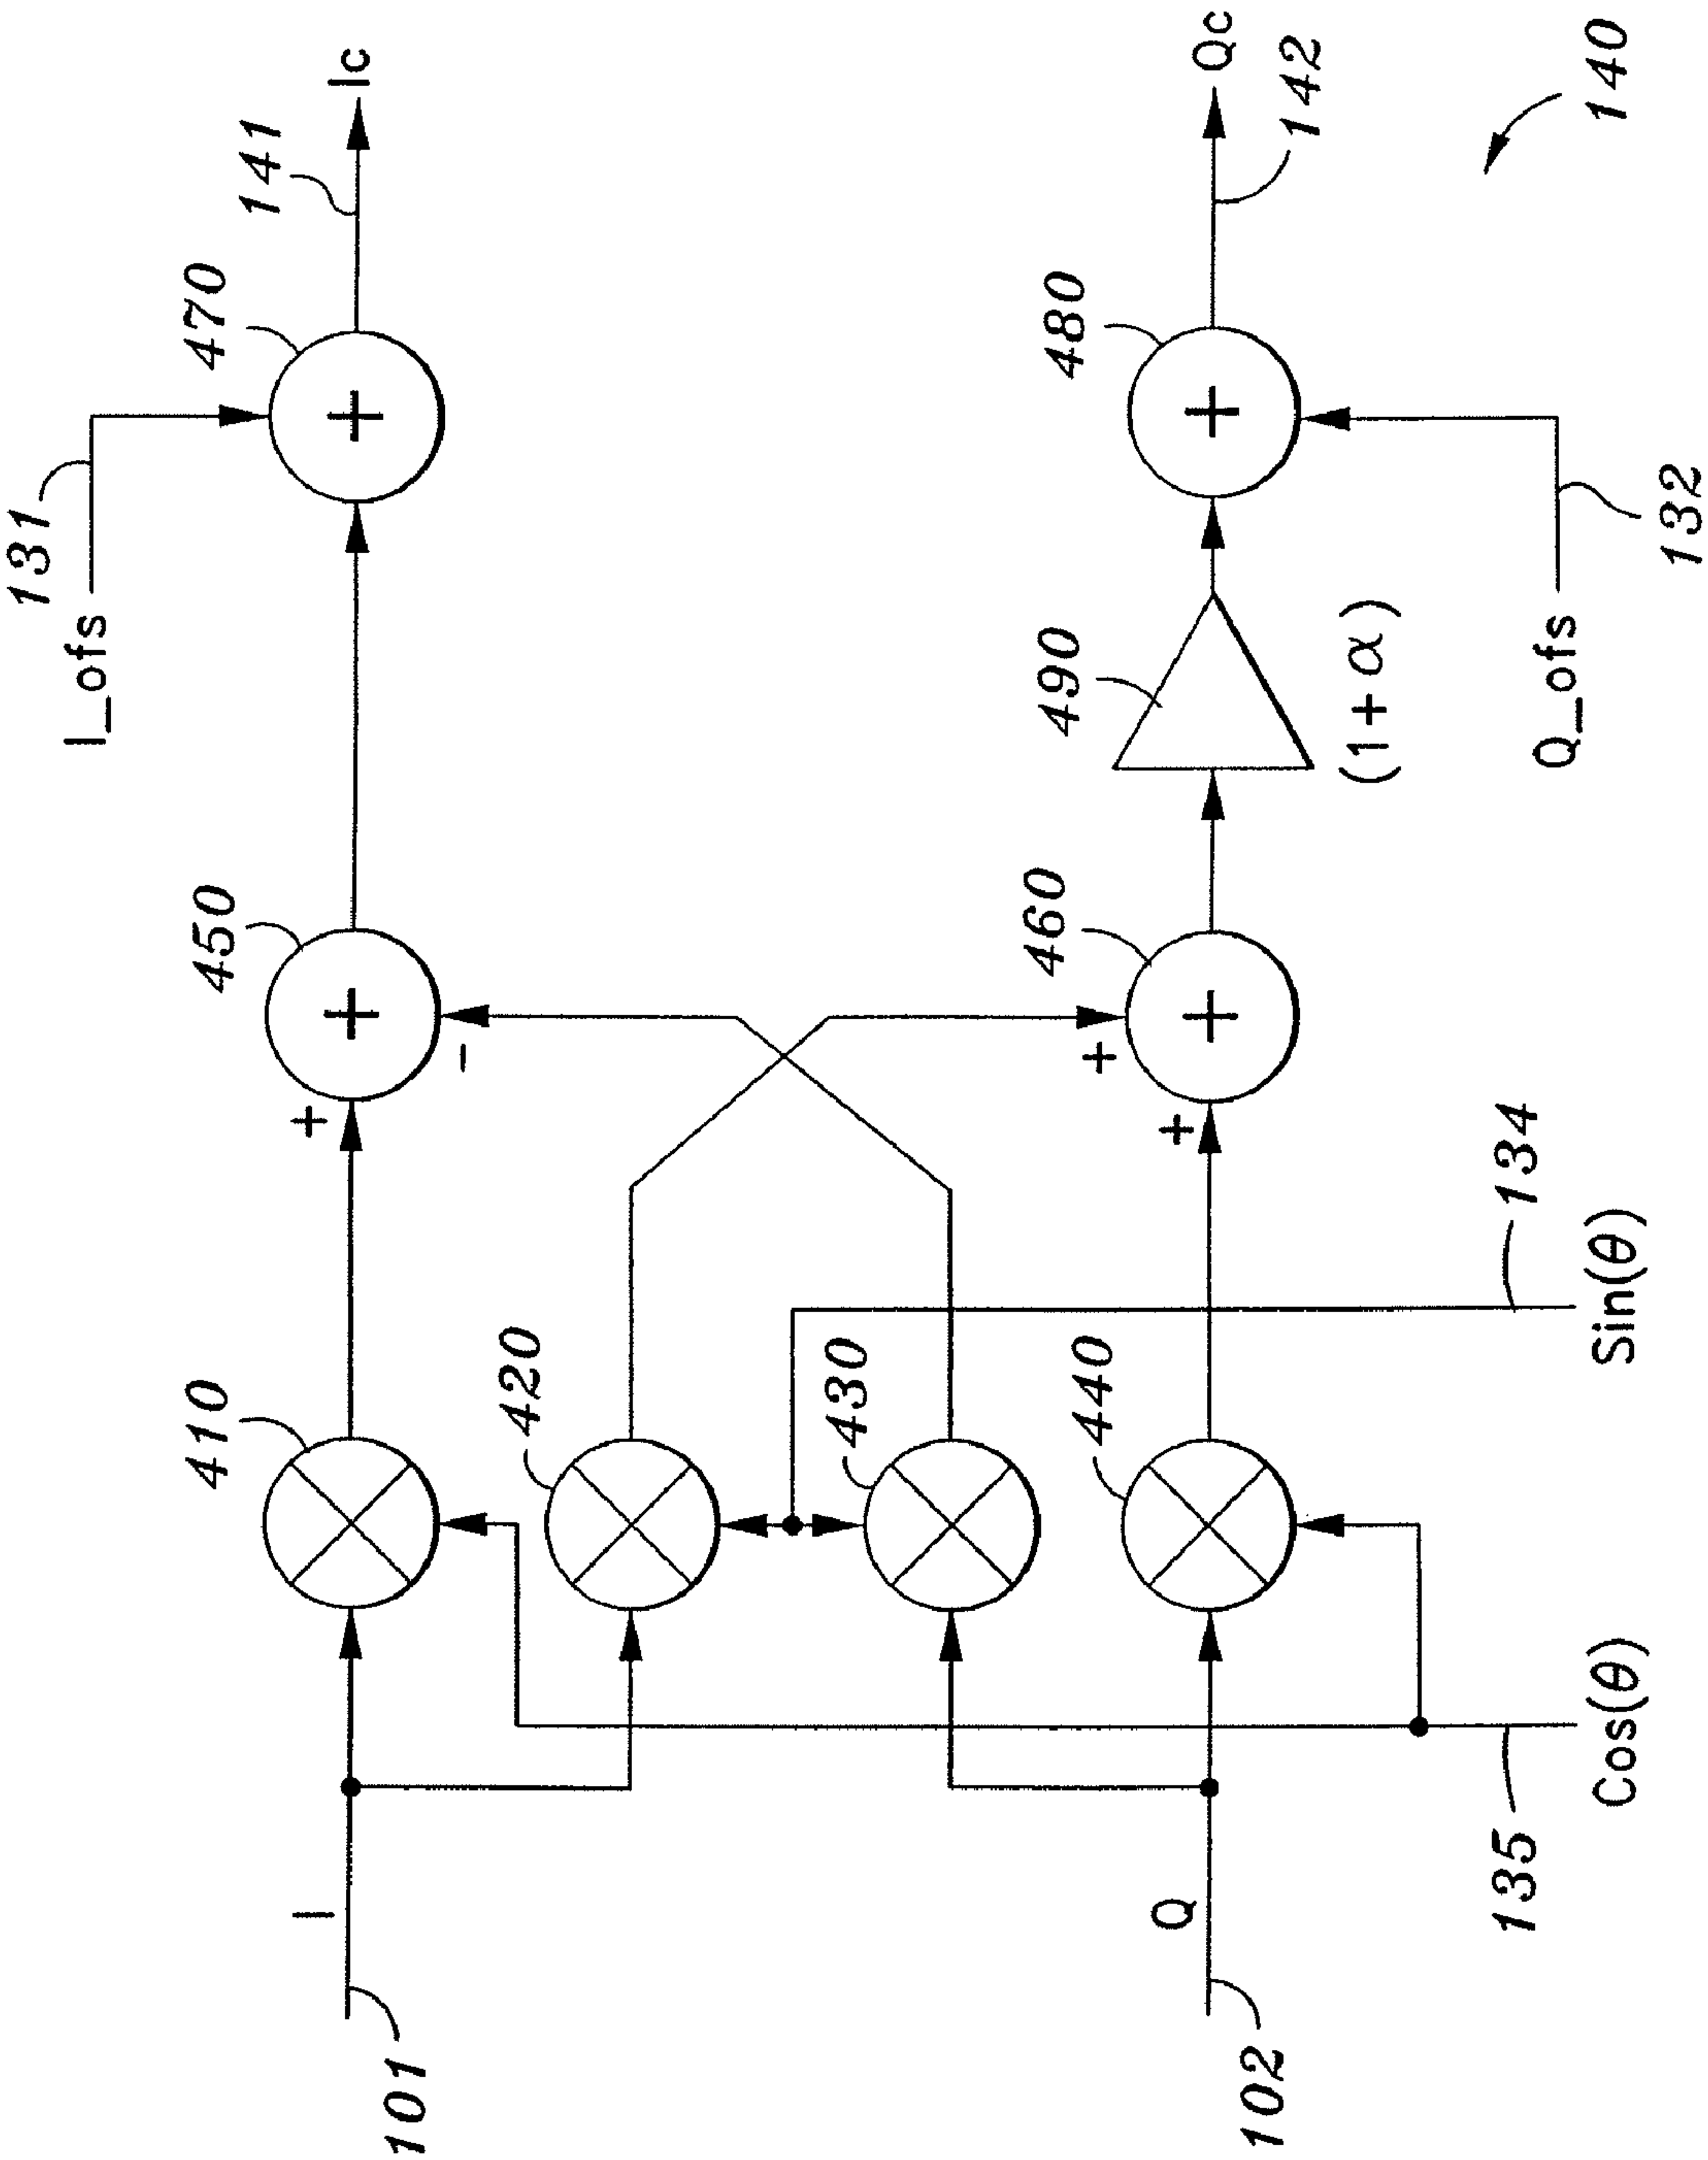 131
I_ofs
470
141
Ic
450
+
+
+
-
410
I
101
420
430
+
+
+
460
490
(1+α)
480
+
Qc
142
440
Q
102
Q_ofs
132
Sin(θ)
134
Cos(θ)
135
140